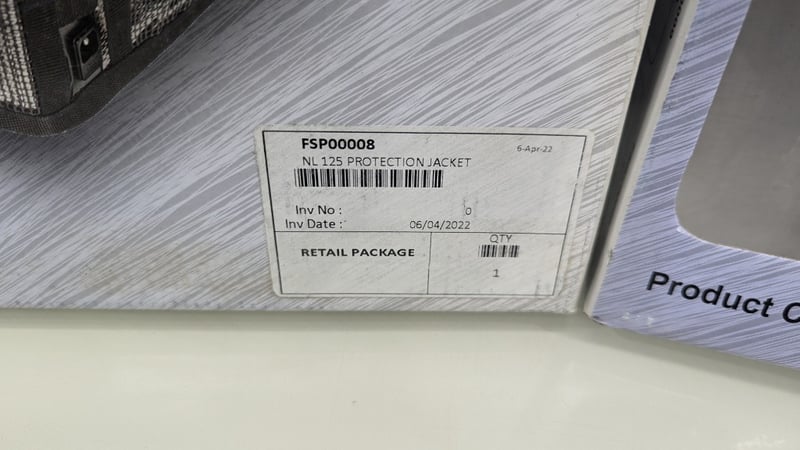 FSP00008
6-Apr-22
NL 125 PROTECTION JACKET
Inv No :
0
Inv Date :
06/04/2022
RETAIL PACKAGE
QTY
1
Product